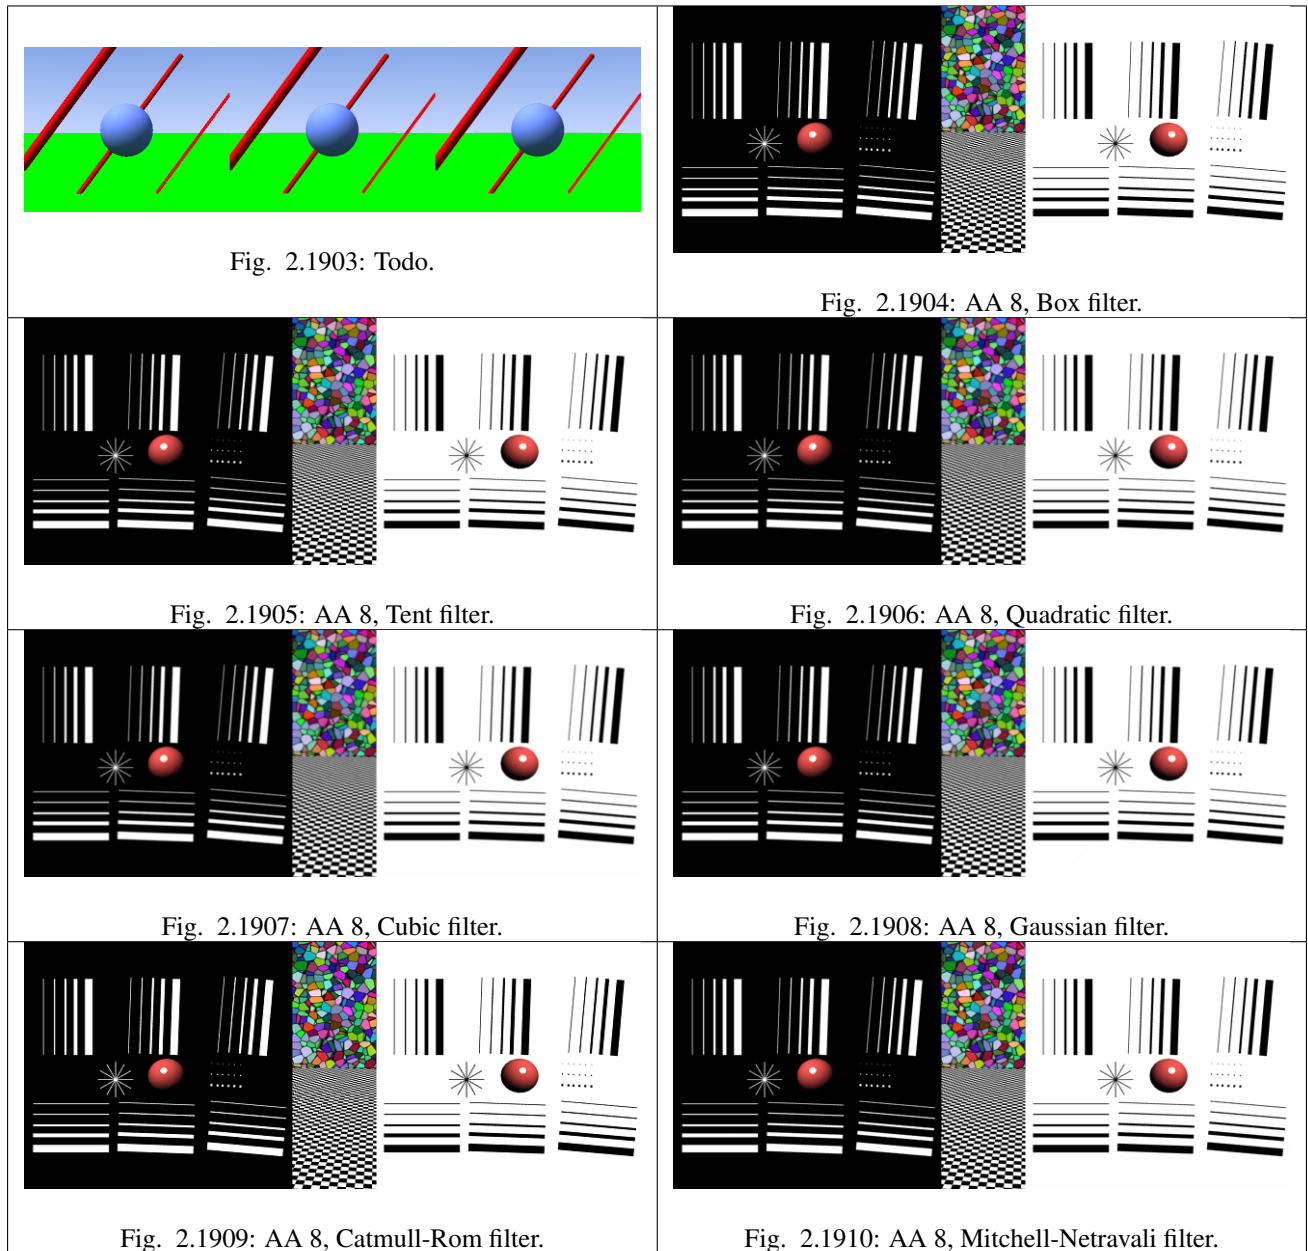 Fig. 2.1903: Todo.
Fig. 2.1904: AA 8, Box filter.
Fig. 2.1905: AA 8, Tent filter.
Fig. 2.1906: AA 8, Quadratic filter.
Fig. 2.1907: AA 8, Cubic filter.
Fig. 2.1908: AA 8, Gaussian filter.
Fig. 2.1909: AA 8, Catmull-Rom filter.
Fig. 2.1910: AA 8, Mitchell-Netravali filter.